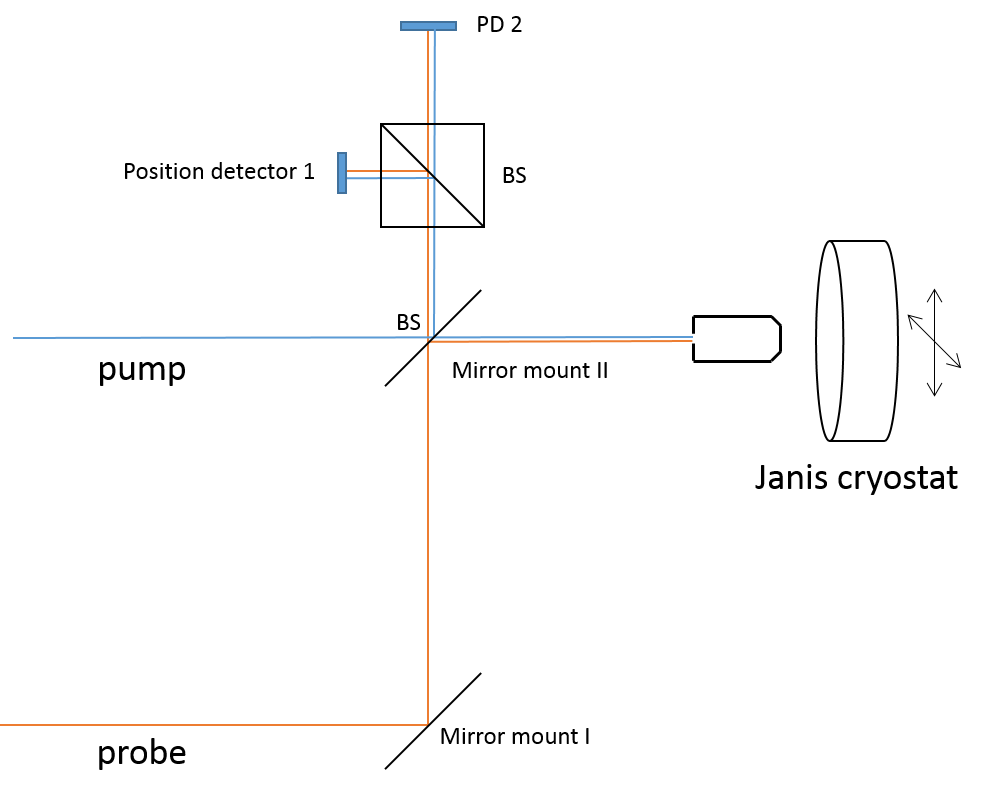 PD 2
Position detector 1
BS
BS
pump
Mirror mount II
Janis cryostat
Mirror mount I
probe